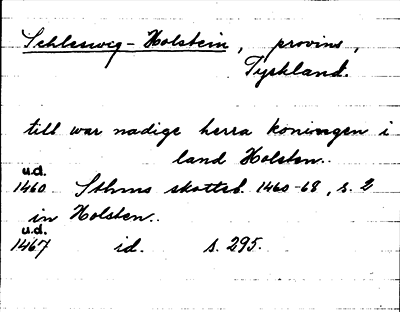 Schleswig-Holstein, provins,
Tyskland.
till war nadige herra koningen i
land Holsten..
u.d.
1460 Sthms skottsb. 1460-68, s. 2
in Holsten..
u.d.
1467 id. s. 295.